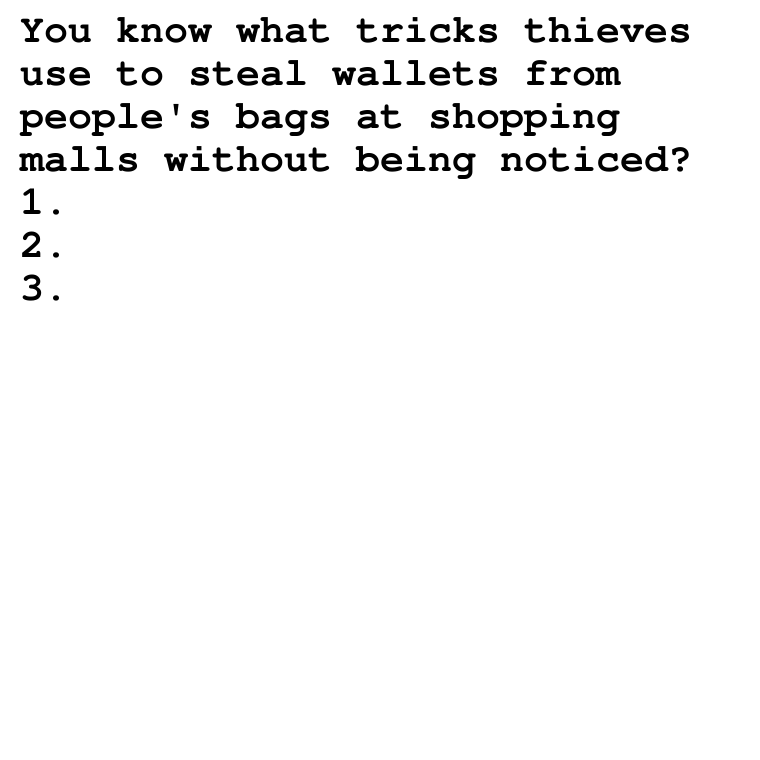 You know what tricks thieves
use to steal wallets from
people's bags at shopping
malls without being noticed?
1.
2.
3.